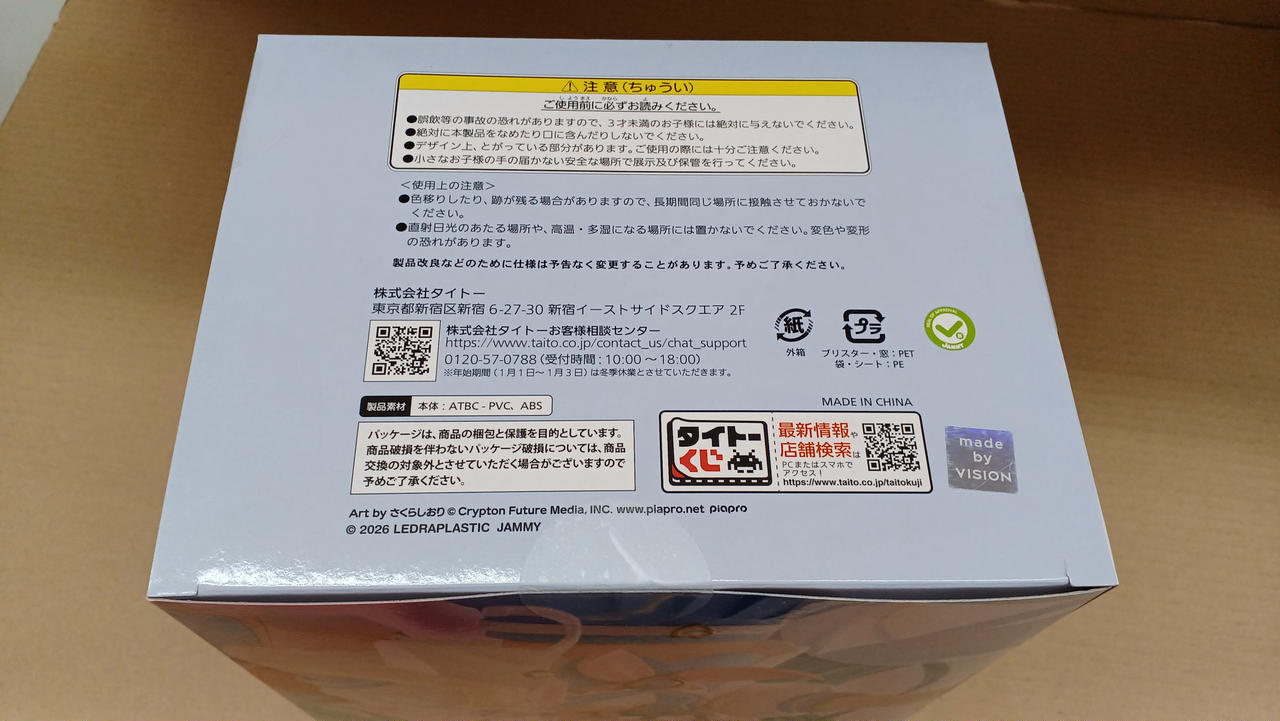 ⚠ 注意(ちゅうい)
ご使用前に必ずお読みください。
●誤飲等の事故の恐れがありますので、3才未満のお子様には絶対に与えないでください。
●絶対に本製品をなめたり口に含んだりしないでください。
●デザイン上、とがっている部分があります。ご使用の際には十分ご注意ください。
●小さなお子様の手の届かない安全な場所で展示及び保管を行ってください。
＜使用上の注意＞
●色移りしたり、跡が残る場合がありますので、長期間同じ場所に接触させておかないで
ください。
●直射日光のあたる場所や、高温・多湿になる場所には置かないでください。変色や変形
の恐れがあります。
製品改良などのために仕様は予告なく変更することがあります。予めご了承ください。
株式会社タイトー
東京都新宿区新宿 6-27-30 新宿イーストサイドスクエア 2F
株式会社タイトーお客様相談センター
https://www.taito.co.jp/contact_us/chat_support
0120-57-0738(受付時間:10:00～18:00)
※年始期間(1月1日～1月3日)は冬季休業とさせていただきます。
紙
外箱
プラ
ブリスター・窓:PET
袋・シート:PE
SEAL OF APPROVAL
JAMMY
製品素材 本体:ATBC-PVC、ABS
MADE IN CHINA
パッケージは、商品の梱包と保護を目的としています。
商品破損を伴わないパッケージ破損については、商品
交換の対象外とさせていただく場合がございますので
予めご了承ください。
タイトー
くじ
最新情報や
店舗検索は
PCまたはスマホで
アクセス!
https://www.taito.co.jp/taitokuji
made
by
VISION
Art by さくらしおり © Crypton Future Media, INC. www.piapro.net piapro
© 2026 LEDRAPLASTIC JAMMY